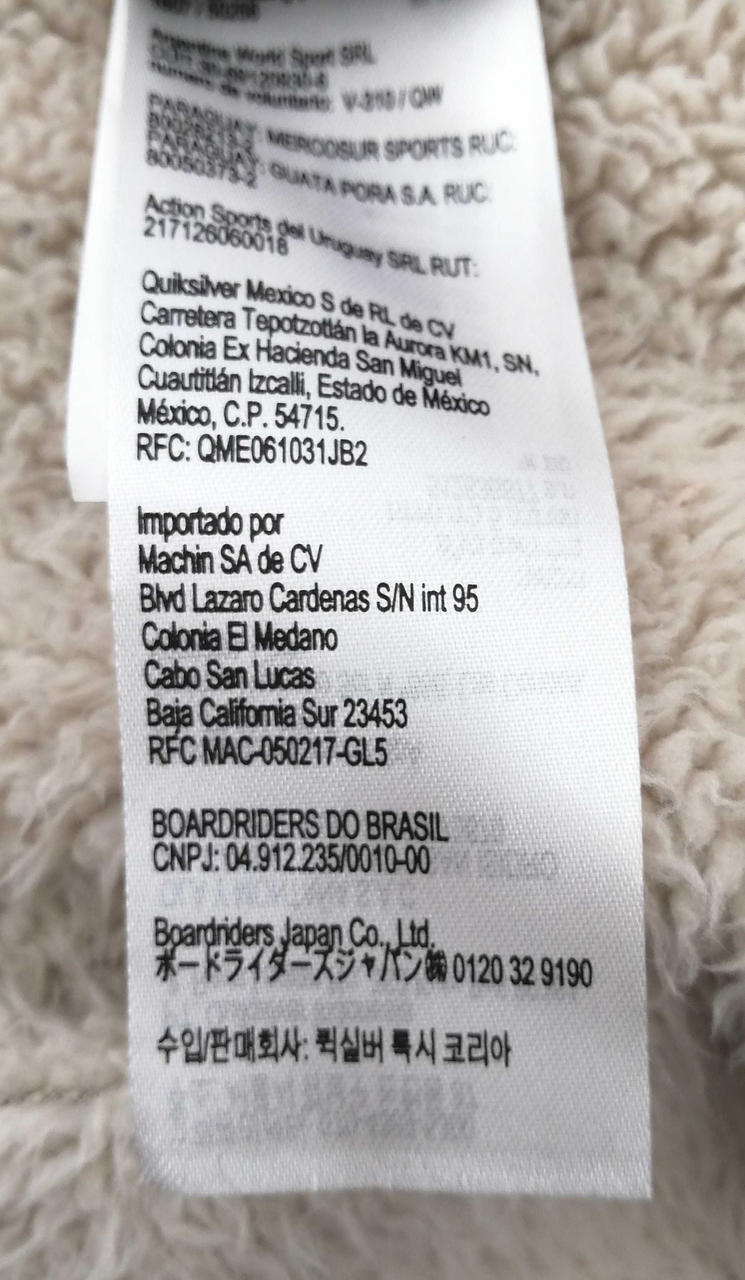 Argentina World Sport SRL
número de voluntario: V-310 / QW
PARAGUAY: MERCOSUR SPORTS RUC:
80028213-2
PARAGUAY: GUATA PORA S.A. RUC:
80050373-2
Action Sports del Uruguay SRL RUT:
217126060018
Quiksilver Mexico S de RL de CV
Carretera Tepotzotlán la Aurora KM1, SN,
Colonia Ex Hacienda San Miguel
Cuautitlán Izcalli, Estado de México
México, C.P. 54715.
RFC: QME061031JB2
Importado por
Machin SA de CV
Blvd Lazaro Cardenas S/N int 95
Colonia El Medano
Cabo San Lucas
Baja California Sur 23453
RFC MAC-050217-GL5
BOARDRIDERS DO BRASIL
CNPJ: 04.912.235/0010-00
Boardriders Japan Co., Ltd.
ボードライダーズジャパン㈱ 0120 32 9190
수입/판매회사: 퀵실버 록시 코리아